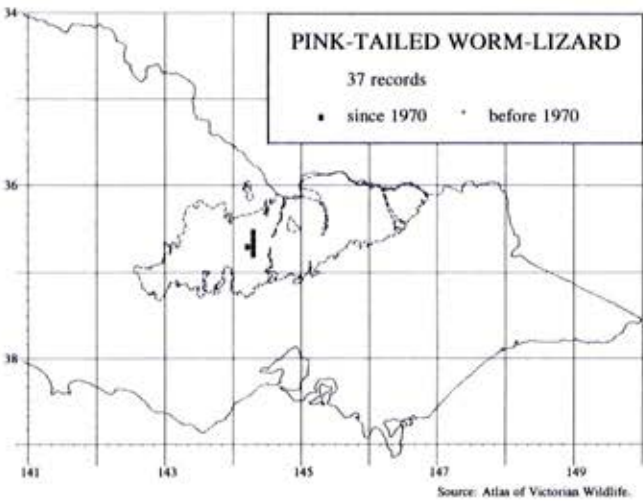 34
PINK-TAILED WORM-LIZARD
37 records
▪ since 1970 · before 1970
36
38
141 143 145 147 149
Source: Atlas of Victorian Wildlife.